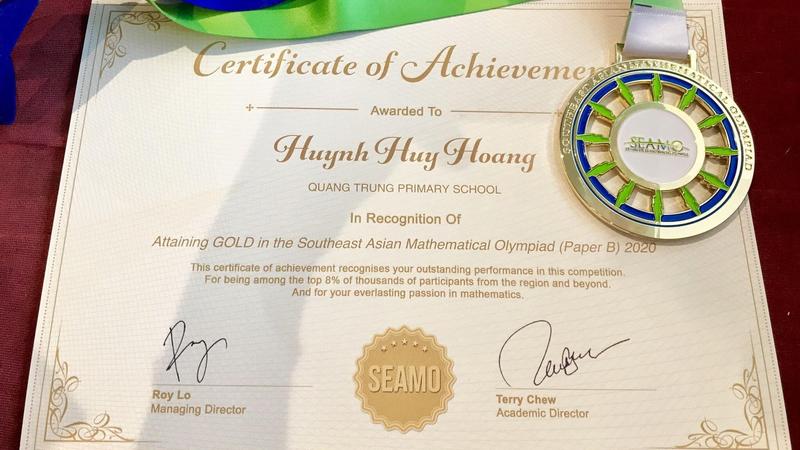 Certificate of Achievemen
Awarded To
Huynh Huy Hoang
QUANG TRUNG PRIMARY SCHOOL
In Recognition Of
Attaining GOLD in the Southeast Asian Mathematical Olympiad (Paper B) 2020
This certificate of achievement recognises your outstanding performance in this competition.
For being among the top 8% of thousands of participants from the region and beyond.
And for your everlasting passion in mathematics.
Roy Lo
Managing Director
SEAMO
Terry Chew
Academic Director
SOUTHEAST ASIAN MATHEMATICAL OLYMPIAD
SEAMO